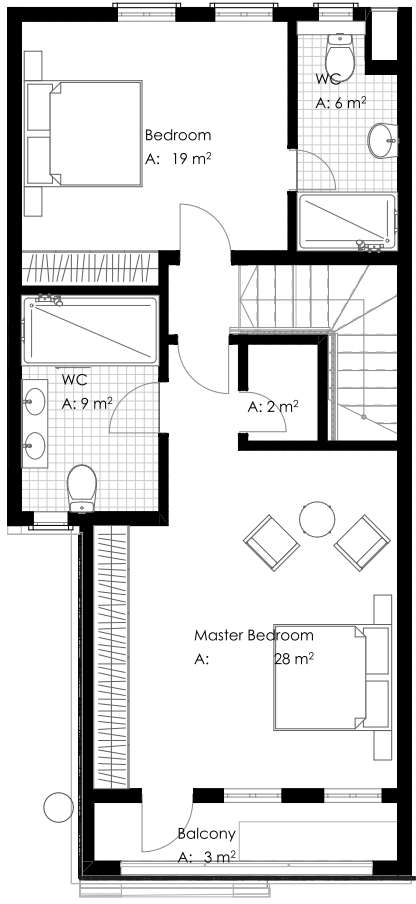 WC
A: 6 m²
Bedroom
A: 19 m²
WC
A: 9 m²
A: 2 m²
Master Bedroom
A: 28 m²
Balcony
A: 3 m²